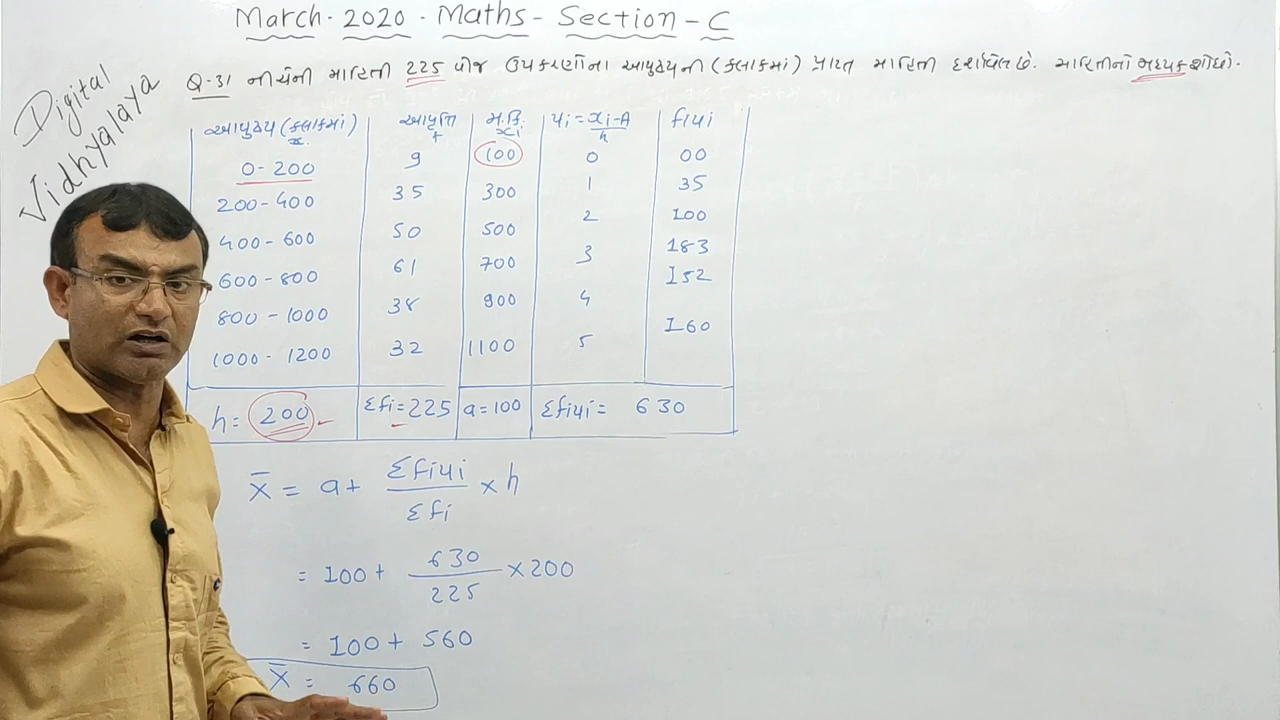 March - 2020 - Maths - Section - C
Digital
Vidhyalaya
Q-31 નીચેની માહિતી 225 વીજ ઉપકરણોના આયુષ્યની (કલાકમાં) પ્રાપ્ત માહિતી દર્શાવેલ છે. માહિતીનો મધ્યક શોધો.
આયુષ્ય (કલાકમાં) આવૃત્તિ મ.કિ. ui = xi-A fiui
x f xi h
0-200 9 100 0 00
200-400 35 300 1 35
400-600 50 500 2 100
600-800 61 700 3 183
800-1000 38 900 4 152
1000-1200 32 1100 5 160
h = 200 Σfi = 225 a = 100 Σfiui = 630
x̄ = a + Σfiui × h
Σfi
= 100 + 630 × 200
225
= 100 + 560
x̄ = 660